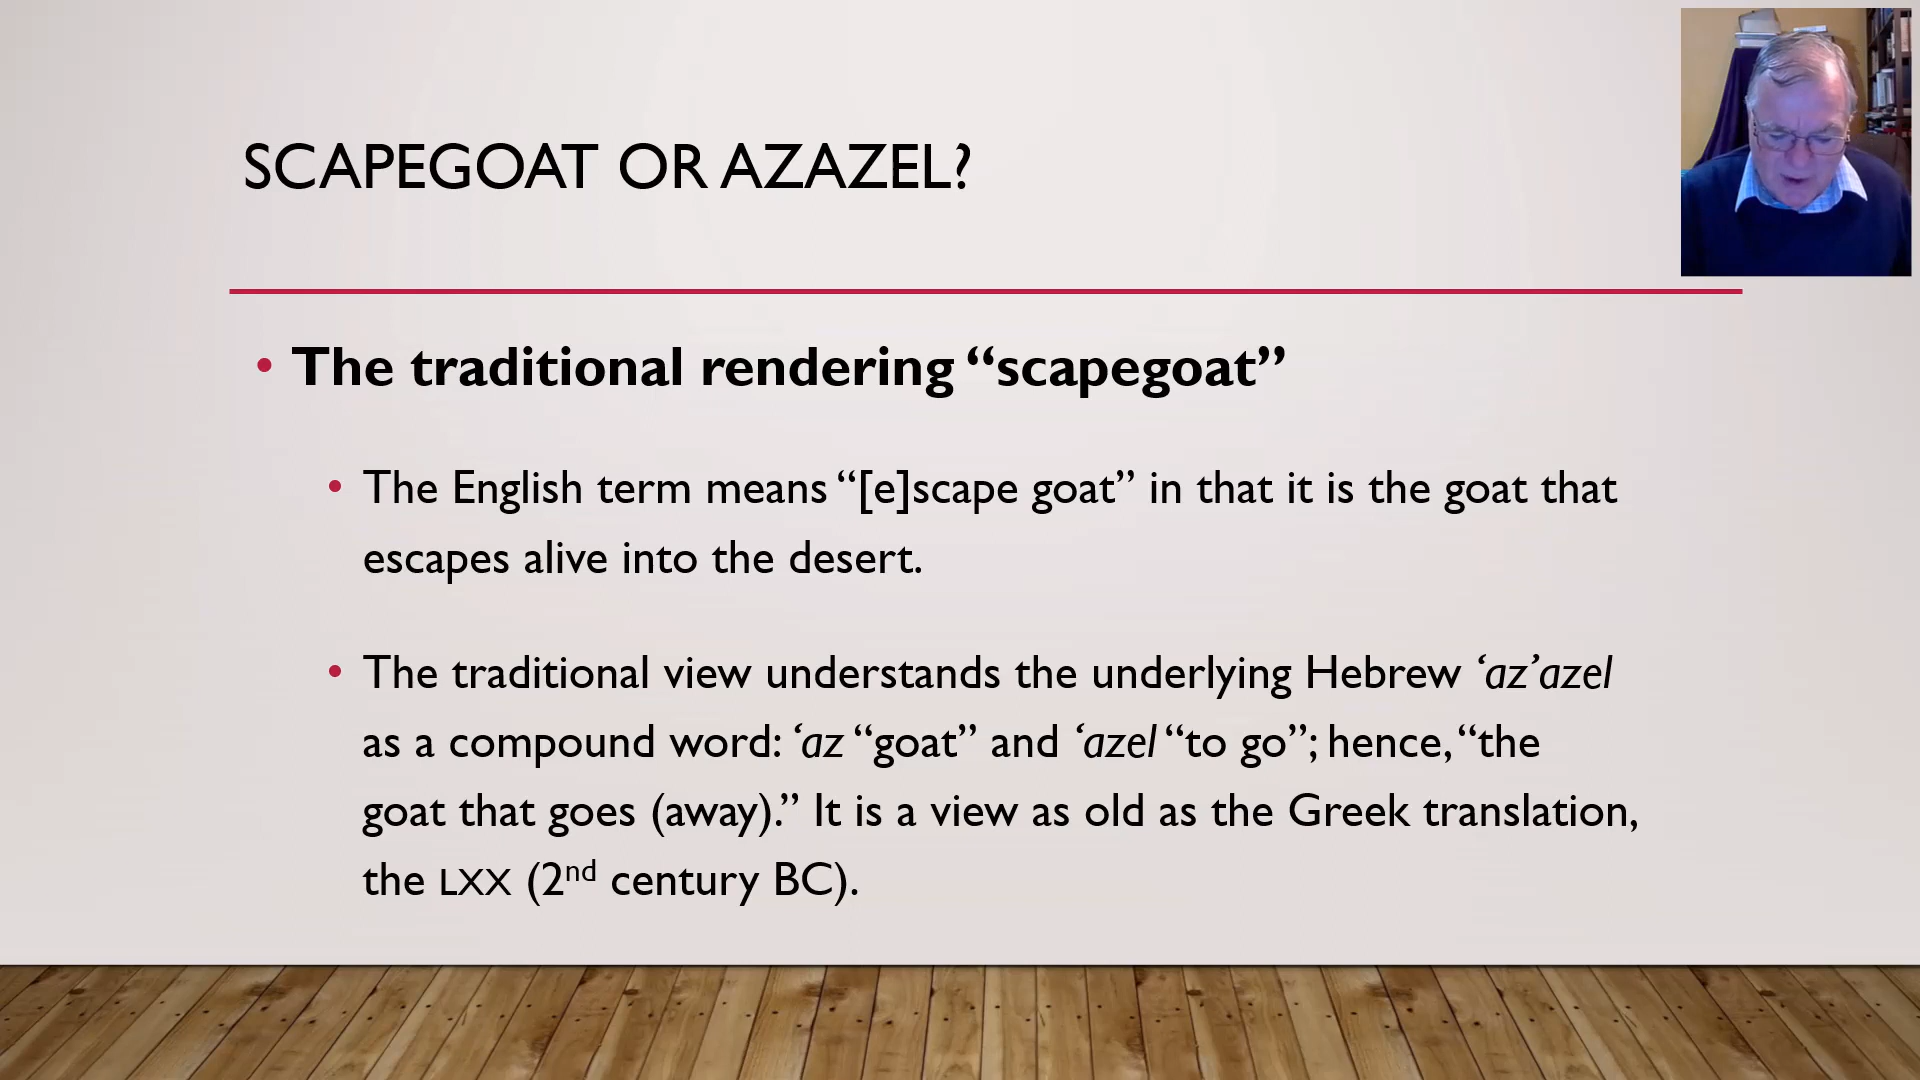 SCAPEGOAT OR AZAZEL?
• The traditional rendering “scapegoat”
• The English term means “[e]scape goat” in that it is the goat that
escapes alive into the desert.
• The traditional view understands the underlying Hebrew ‘az’azel
as a compound word: ‘az “goat” and ‘azel “to go”; hence, “the
goat that goes (away).” It is a view as old as the Greek translation,
the LXX (2nd century BC).